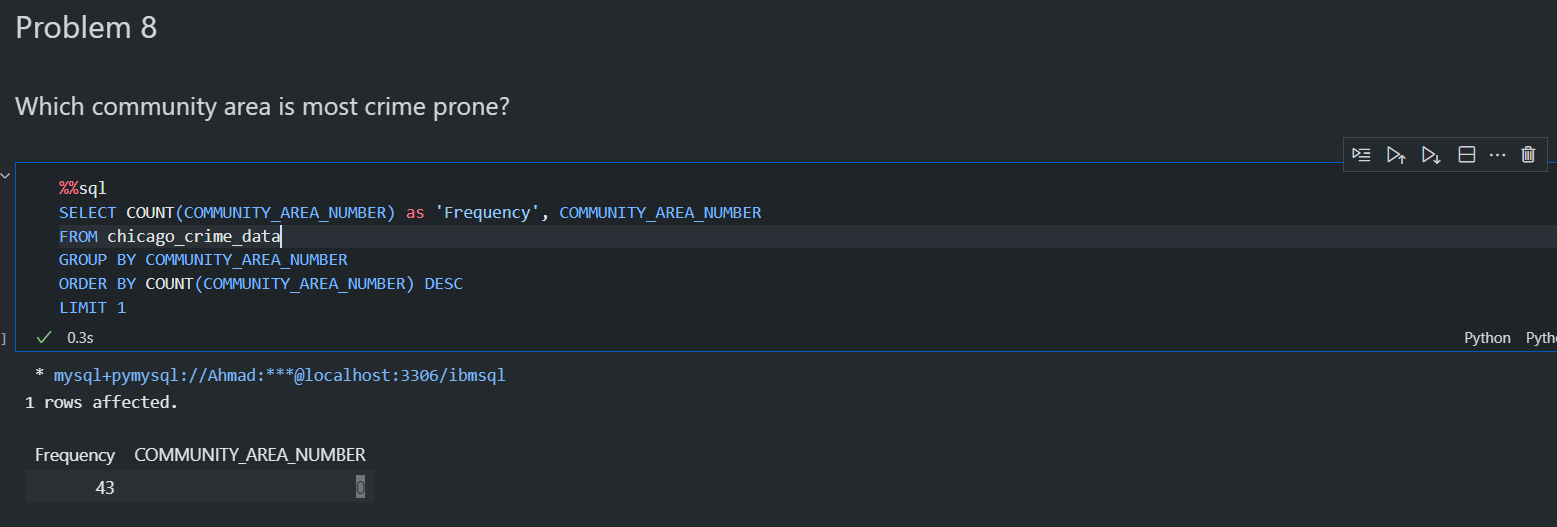 Problem 8
Which community area is most crime prone?
%%sql
SELECT COUNT(COMMUNITY_AREA_NUMBER) as 'Frequency', COMMUNITY_AREA_NUMBER
FROM chicago_crime_data
GROUP BY COMMUNITY_AREA_NUMBER
ORDER BY COUNT(COMMUNITY_AREA_NUMBER) DESC
LIMIT 1
] 0.3s Python Pyth
* mysql+pymysql://Ahmad:***@localhost:3306/ibmsql
1 rows affected.
Frequency COMMUNITY_AREA_NUMBER
43 0